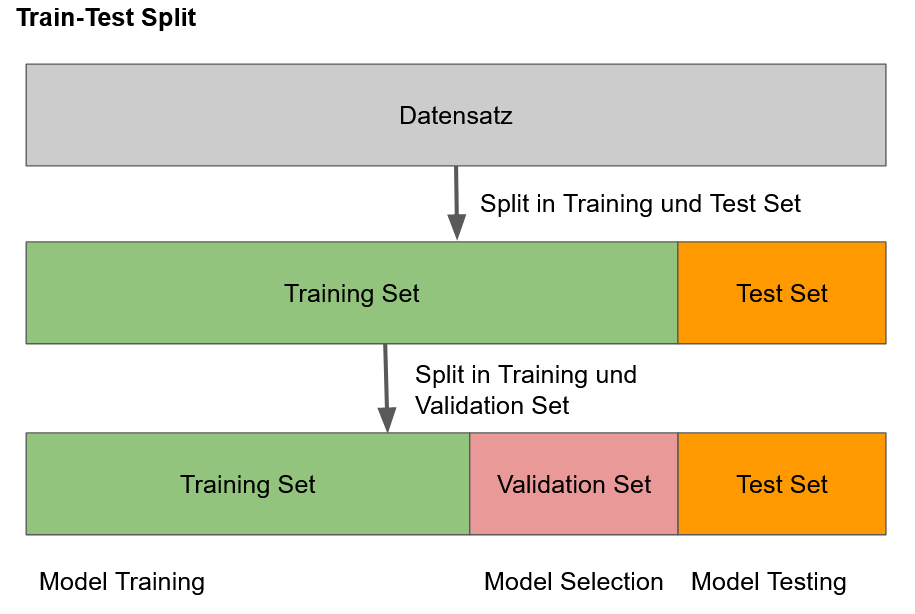 Train-Test Split
Datensatz
Split in Training und Test Set
Training Set
Test Set
Split in Training und
Validation Set
Training Set
Validation Set
Test Set
Model Training
Model Selection
Model Testing